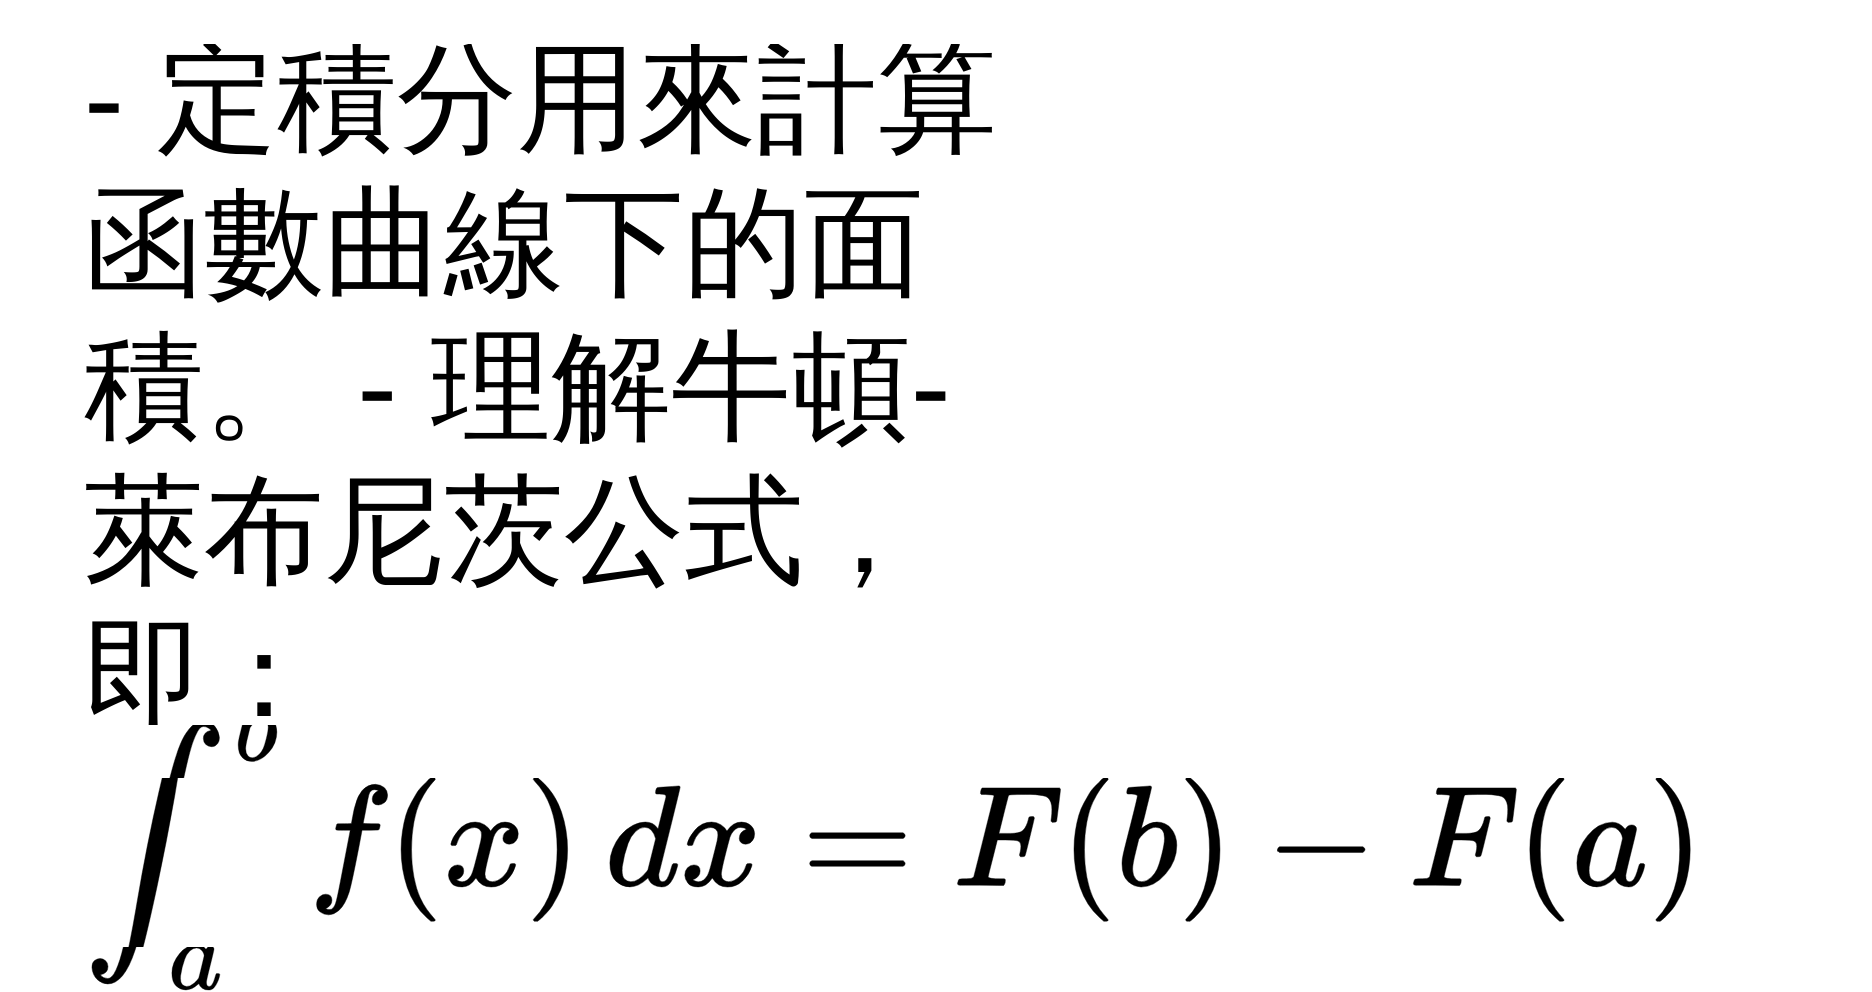 - 定積分用來計算
函數曲線下的面
積。 - 理解牛頓-
萊布尼茨公式，
即：
∫_a^b f(x) dx = F(b) − F(a)